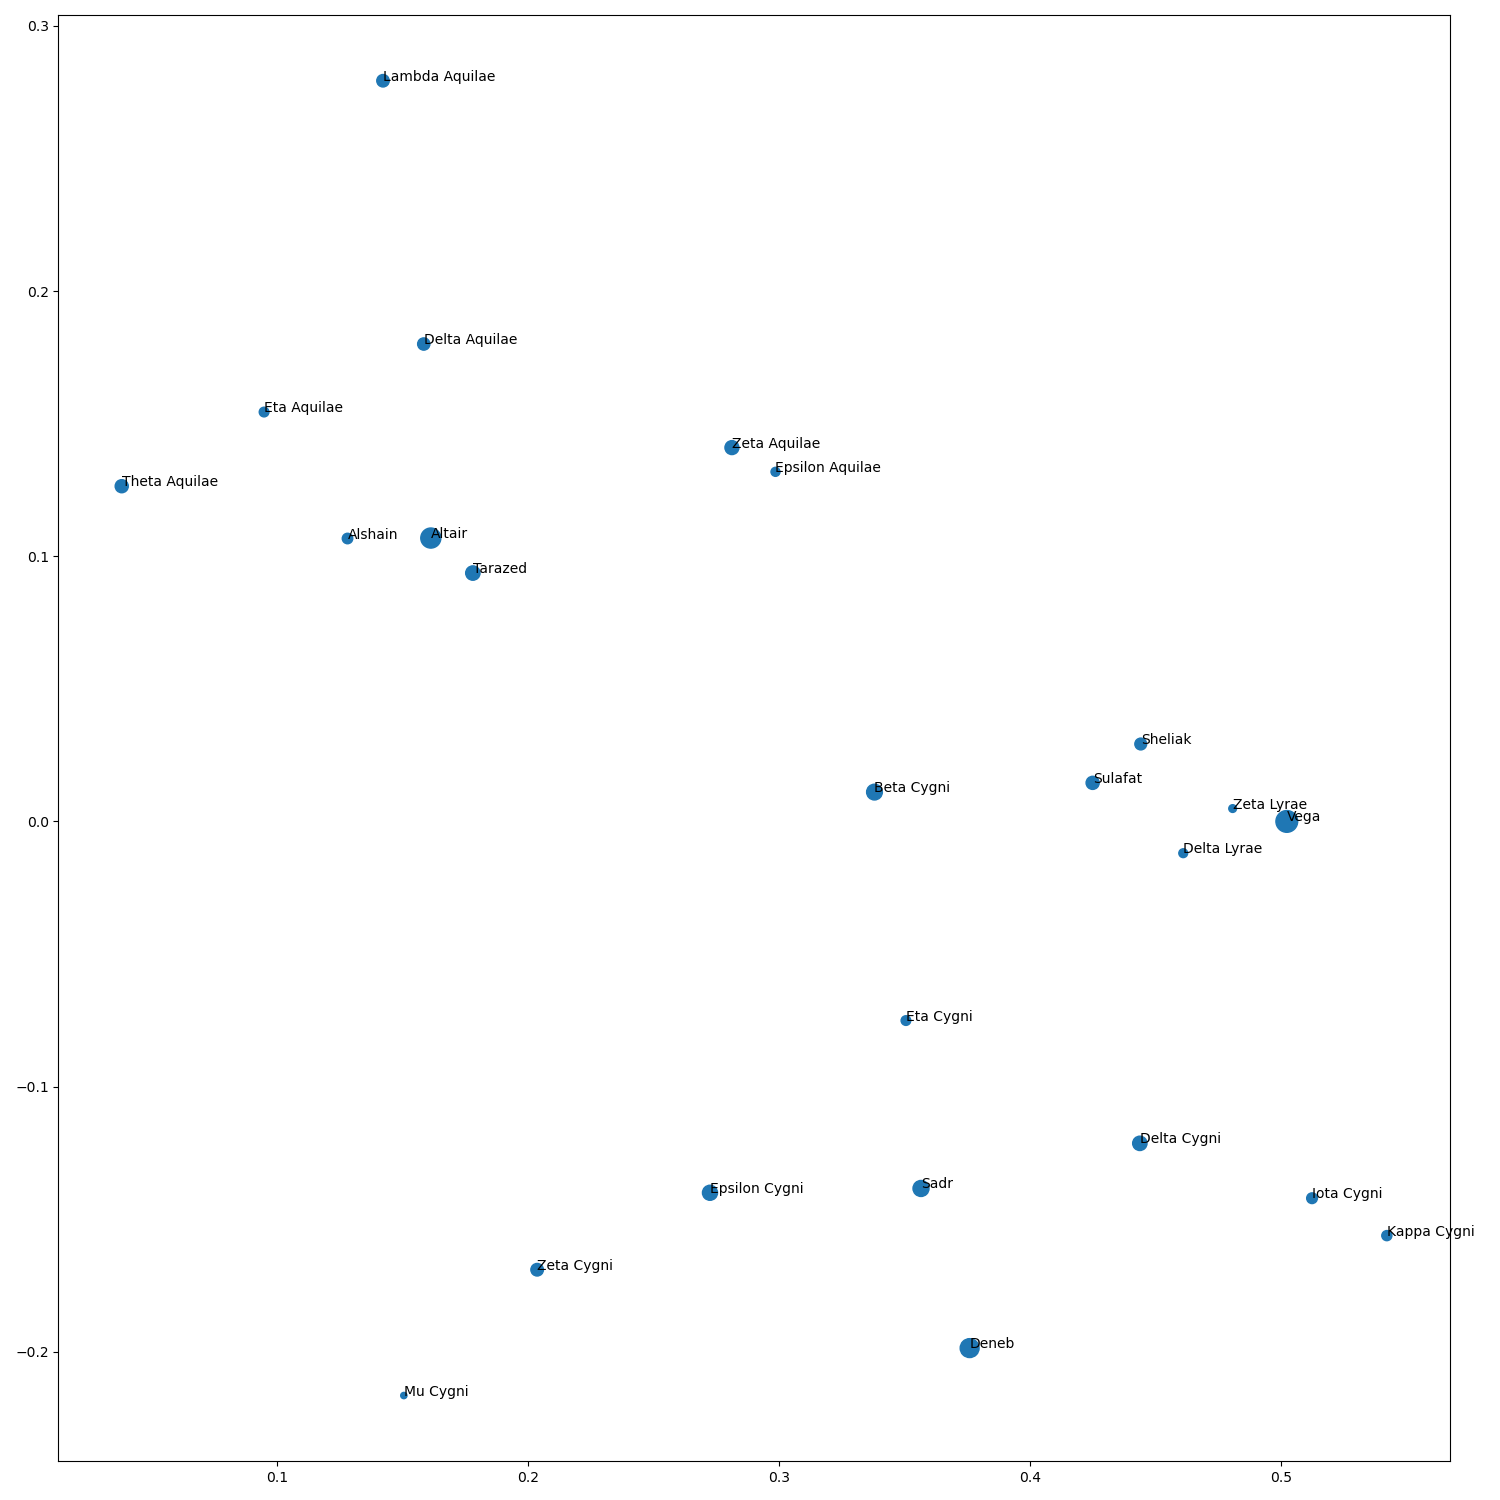 0.3
Lambda Aquilae
0.2
Delta Aquilae
Eta Aquilae
Zeta Aquilae
Epsilon Aquilae
Theta Aquilae
Alshain
Altair
0.1
Tarazed
Sheliak
Sulafat
Beta Cygni
Zeta Lyrae
Vega
0.0
Delta Lyrae
Eta Cygni
−0.1
Delta Cygni
Sadr
Epsilon Cygni
Iota Cygni
Kappa Cygni
Zeta Cygni
Deneb
−0.2
Mu Cygni
0.1 0.2 0.3 0.4 0.5